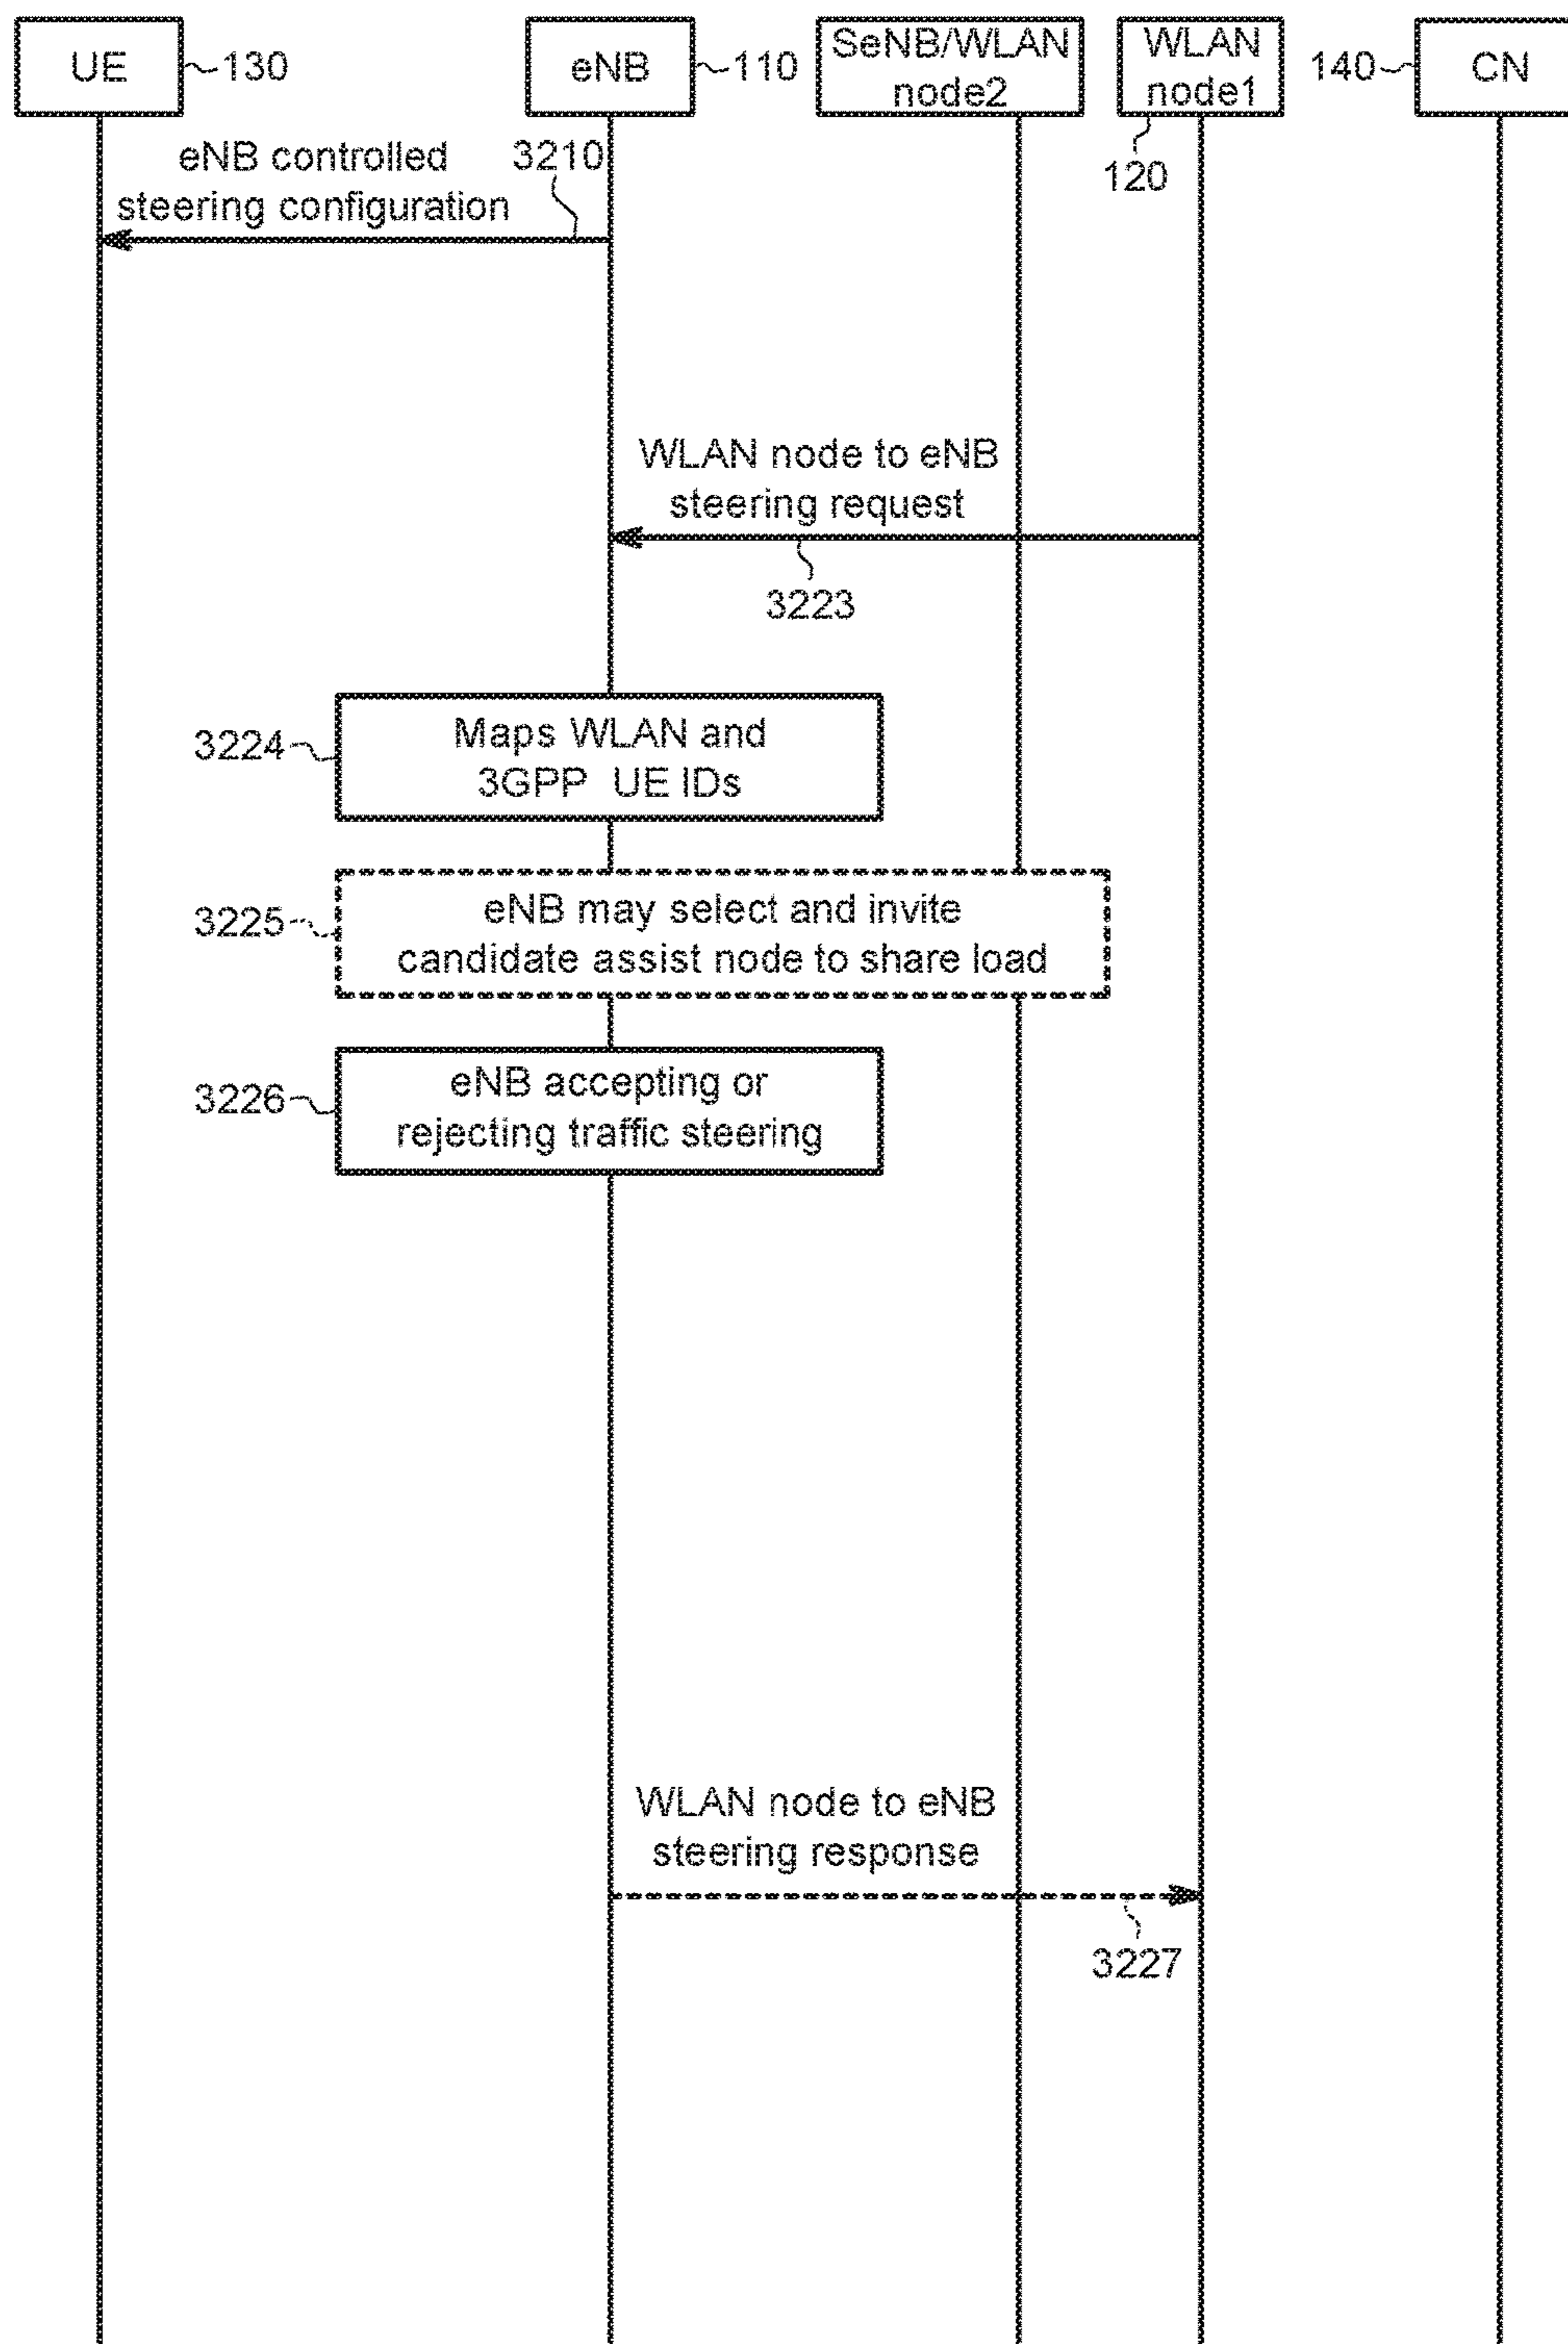 UE
130
eNB
110
SeNB/WLAN
node2
WLAN
node1
120
140
CN
eNB controlled
steering configuration
3210
WLAN node to eNB
steering request
3223
3224
Maps WLAN and
3GPP UE IDs
3225
eNB may select and invite
candidate assist node to share load
3226
eNB accepting or
rejecting traffic steering
WLAN node to eNB
steering response
3227